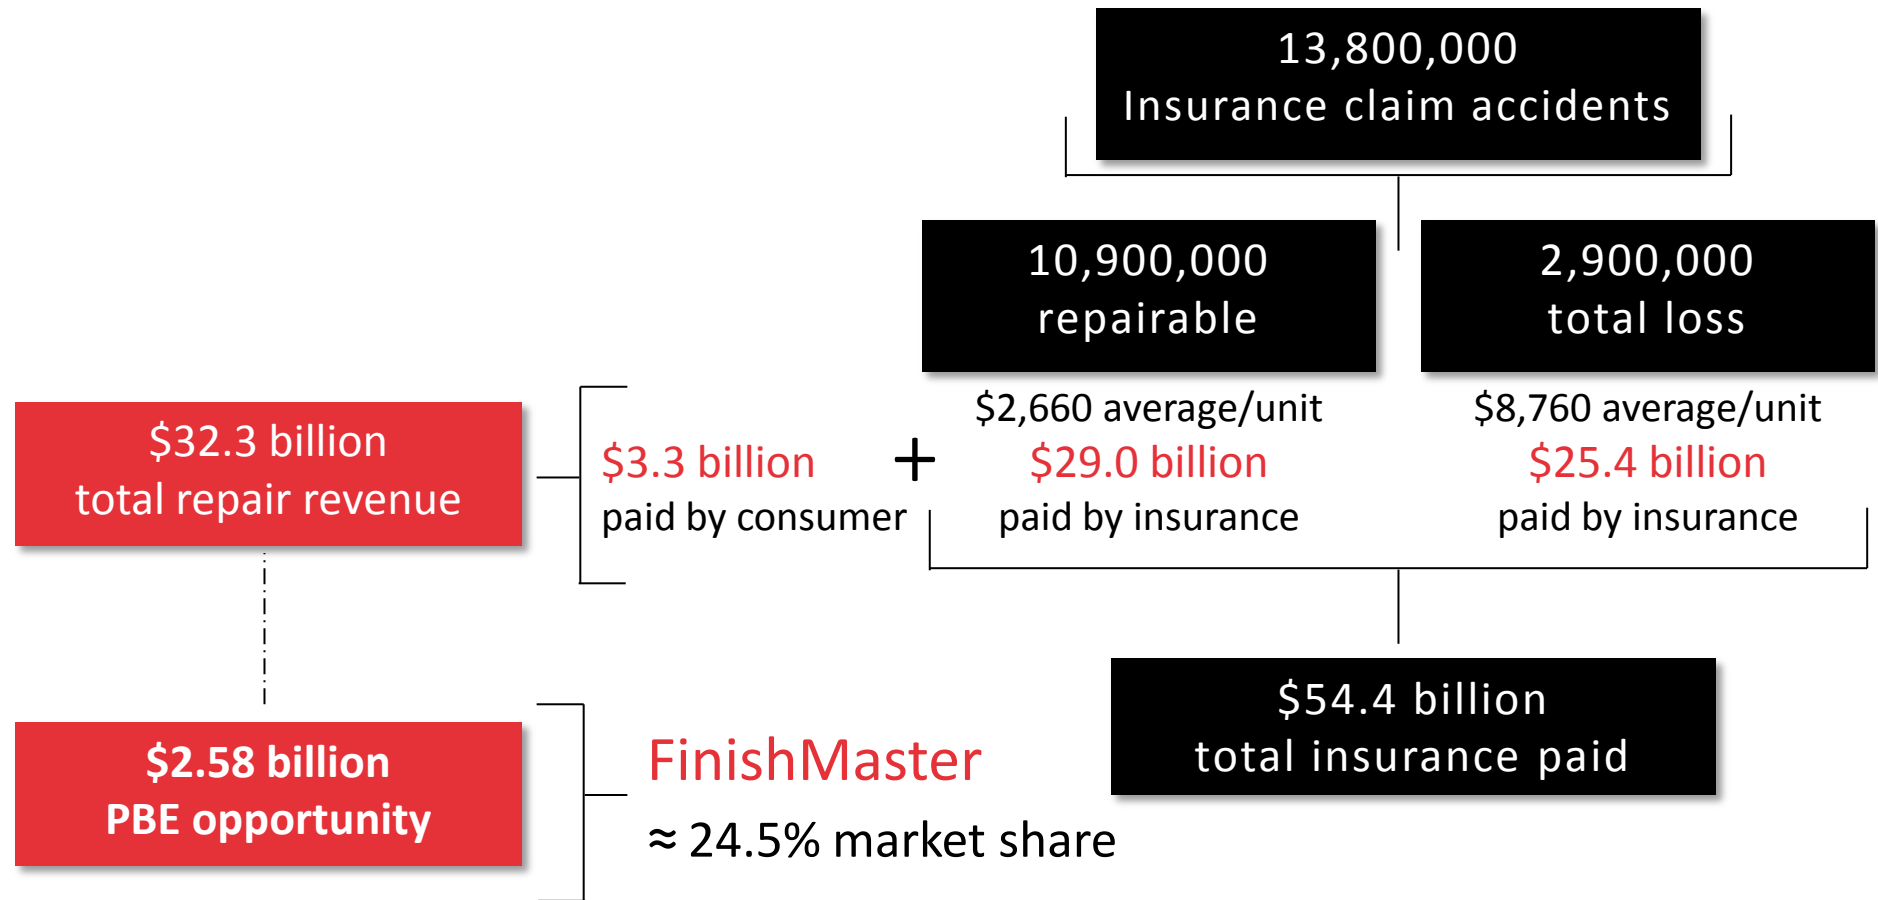 13,800,000
Insurance claim accidents
10,900,000
repairable
2,900,000
total loss
$2,660 average/unit
$29.0 billion
paid by insurance
$8,760 average/unit
$25.4 billion
paid by insurance
$32.3 billion
total repair revenue
$3.3 billion
paid by consumer
+
$54.4 billion
total insurance paid
$2.58 billion
PBE opportunity
FinishMaster
≈ 24.5% market share